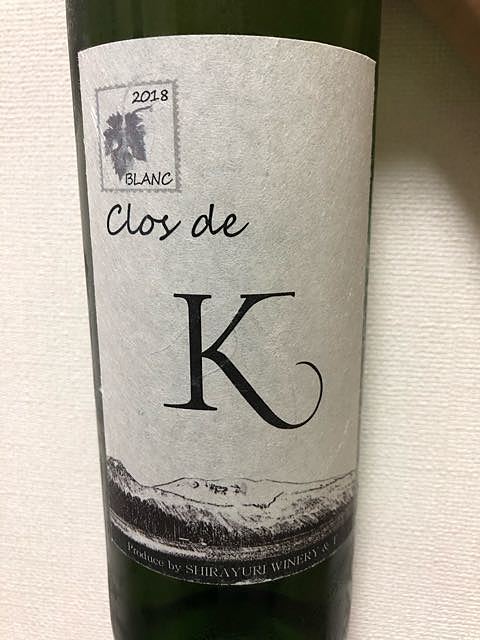 2018
BLANC
Clos de
K
Produce by SHIRAYURI WINERY &